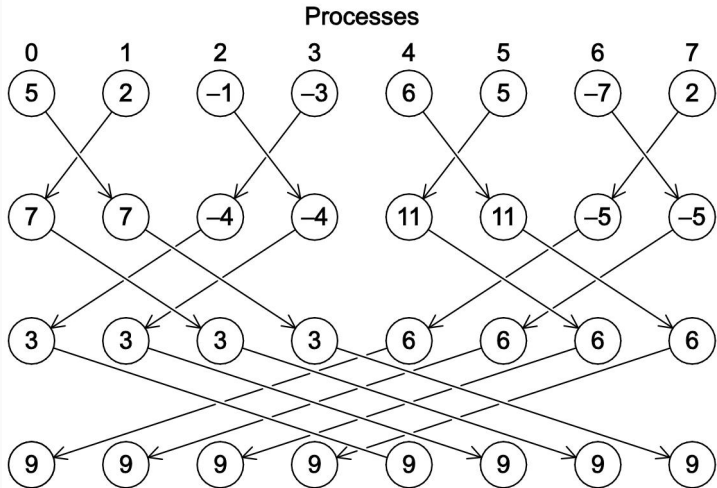 Processes
0 1 2 3 4 5 6 7
5 2 –1 –3 6 5 –7 2
7 7 –4 –4 11 11 –5 –5
3 3 3 3 6 6 6 6
9 9 9 9 9 9 9 9